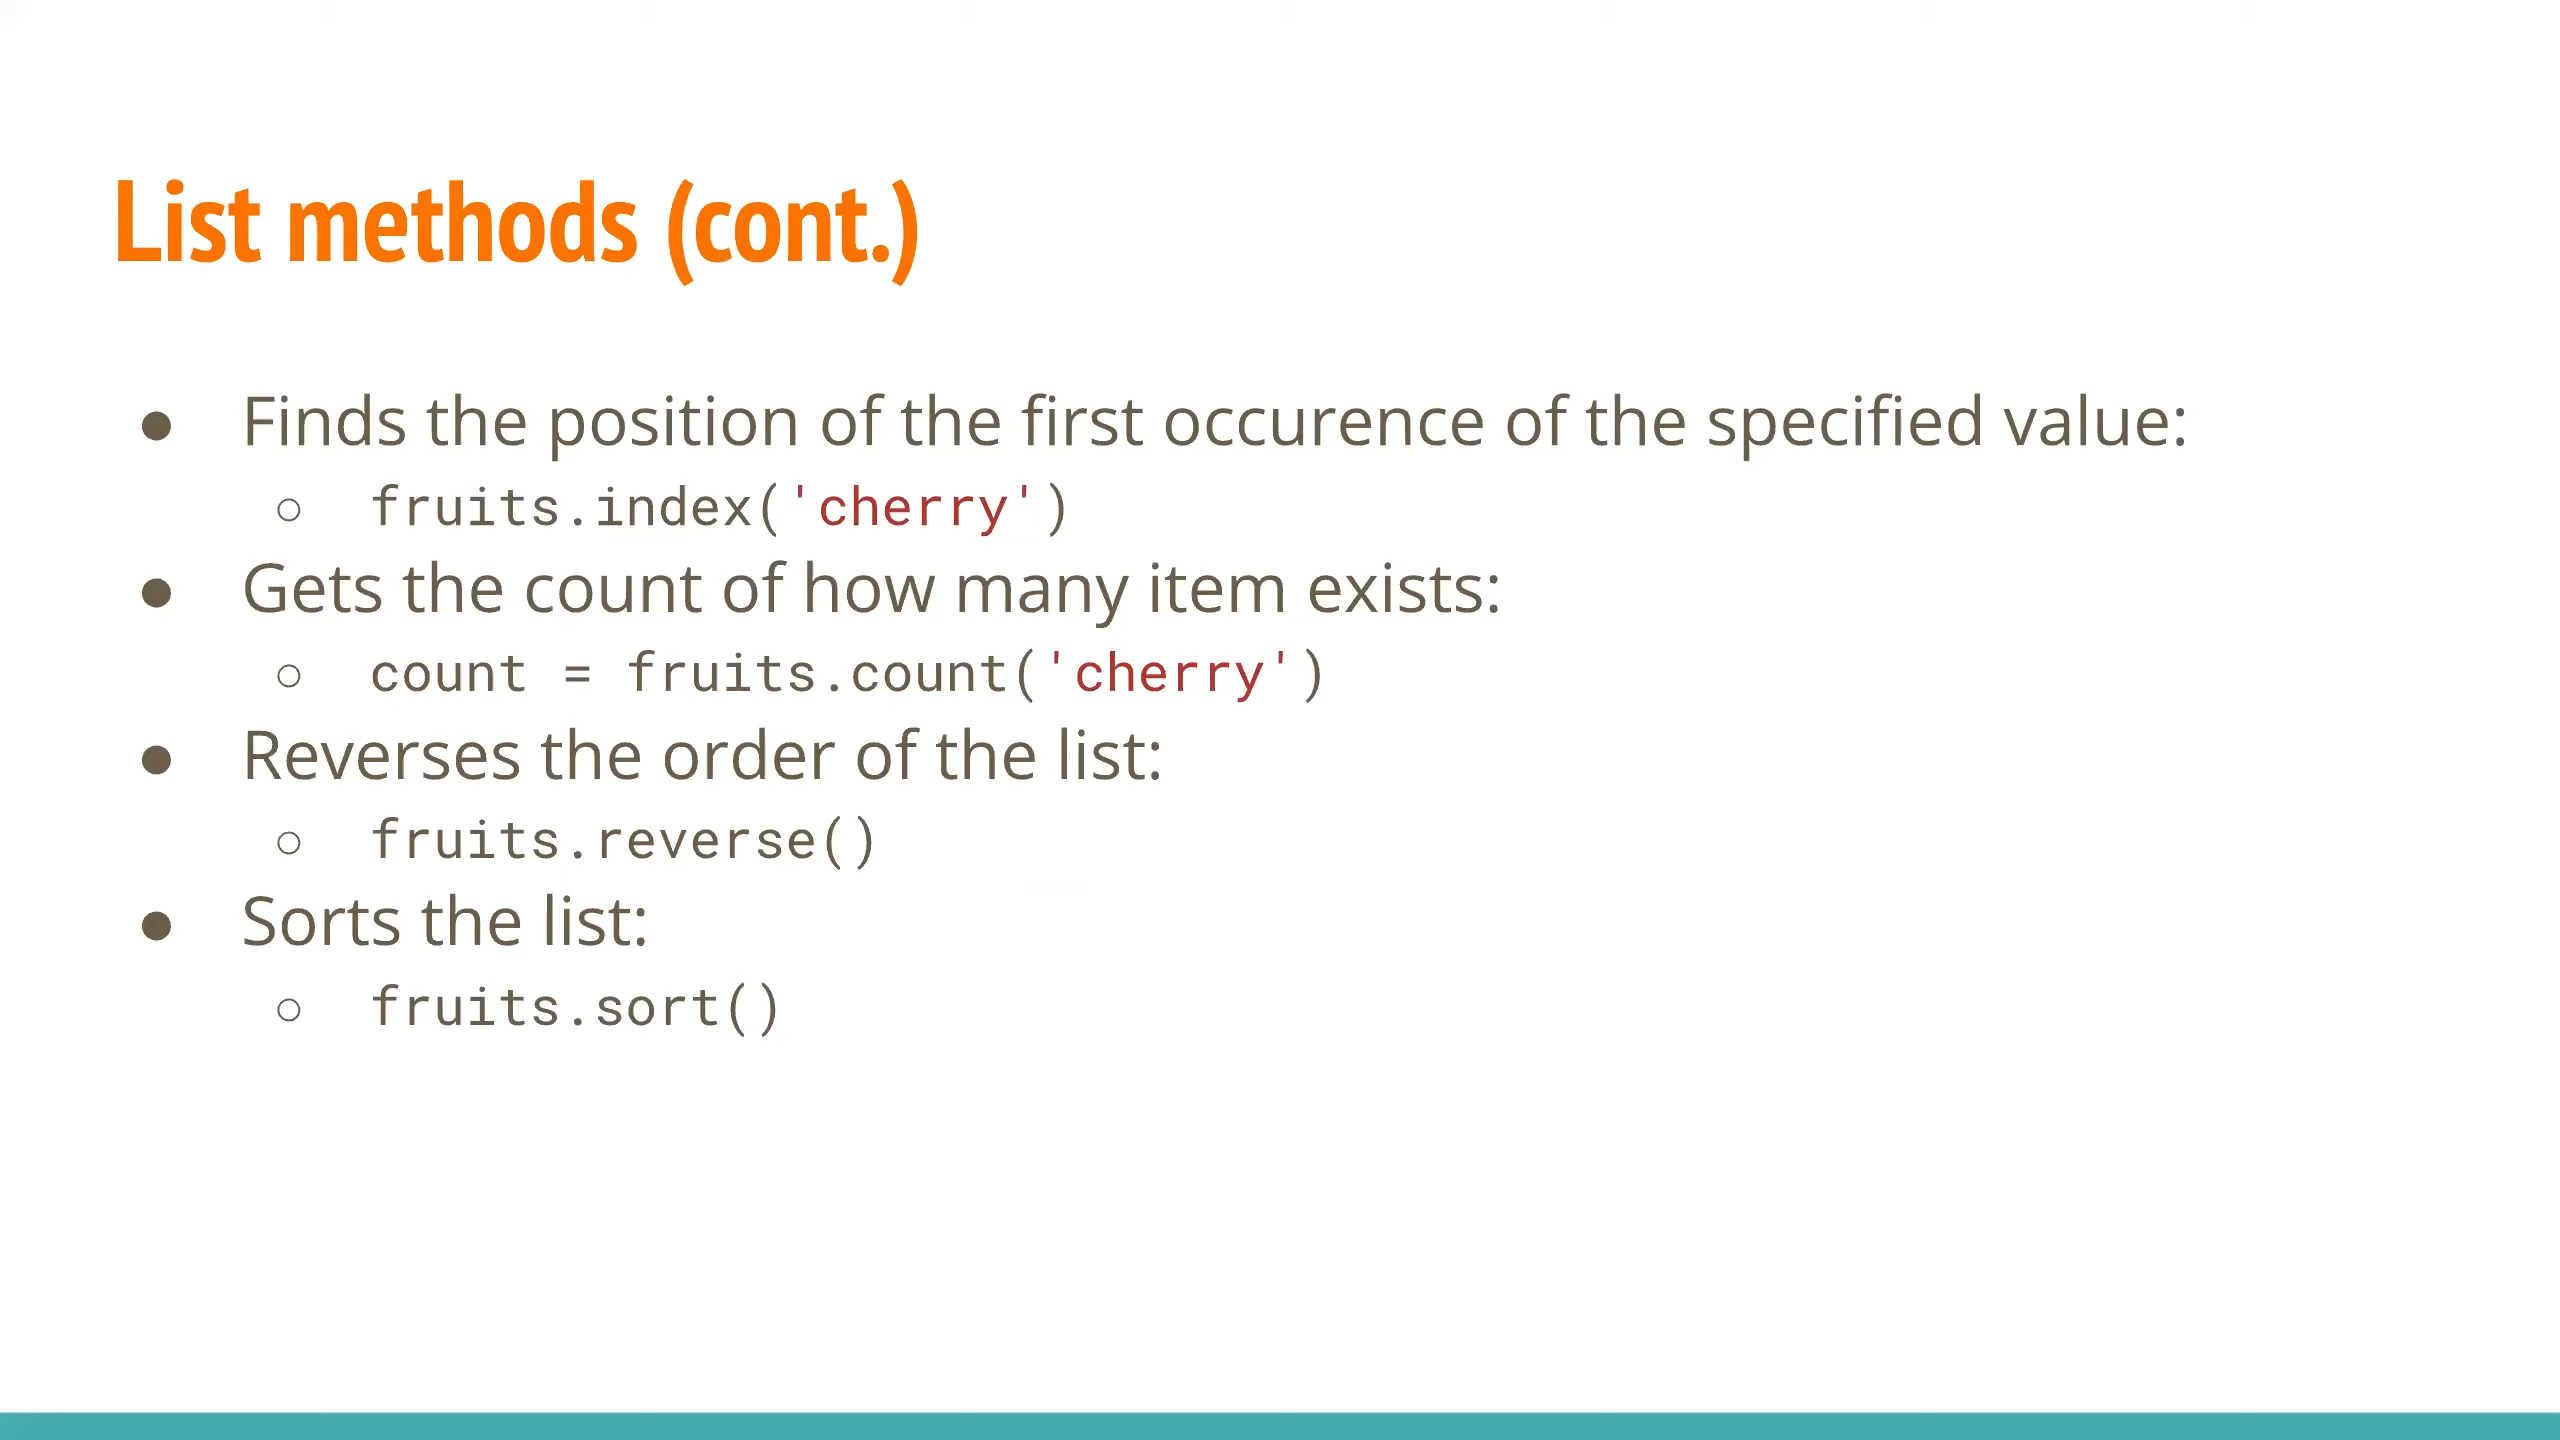 List methods (cont.)
● Finds the position of the first occurence of the specified value:
○ fruits.index('cherry')
● Gets the count of how many item exists:
○ count = fruits.count('cherry')
● Reverses the order of the list:
○ fruits.reverse()
● Sorts the list:
○ fruits.sort()